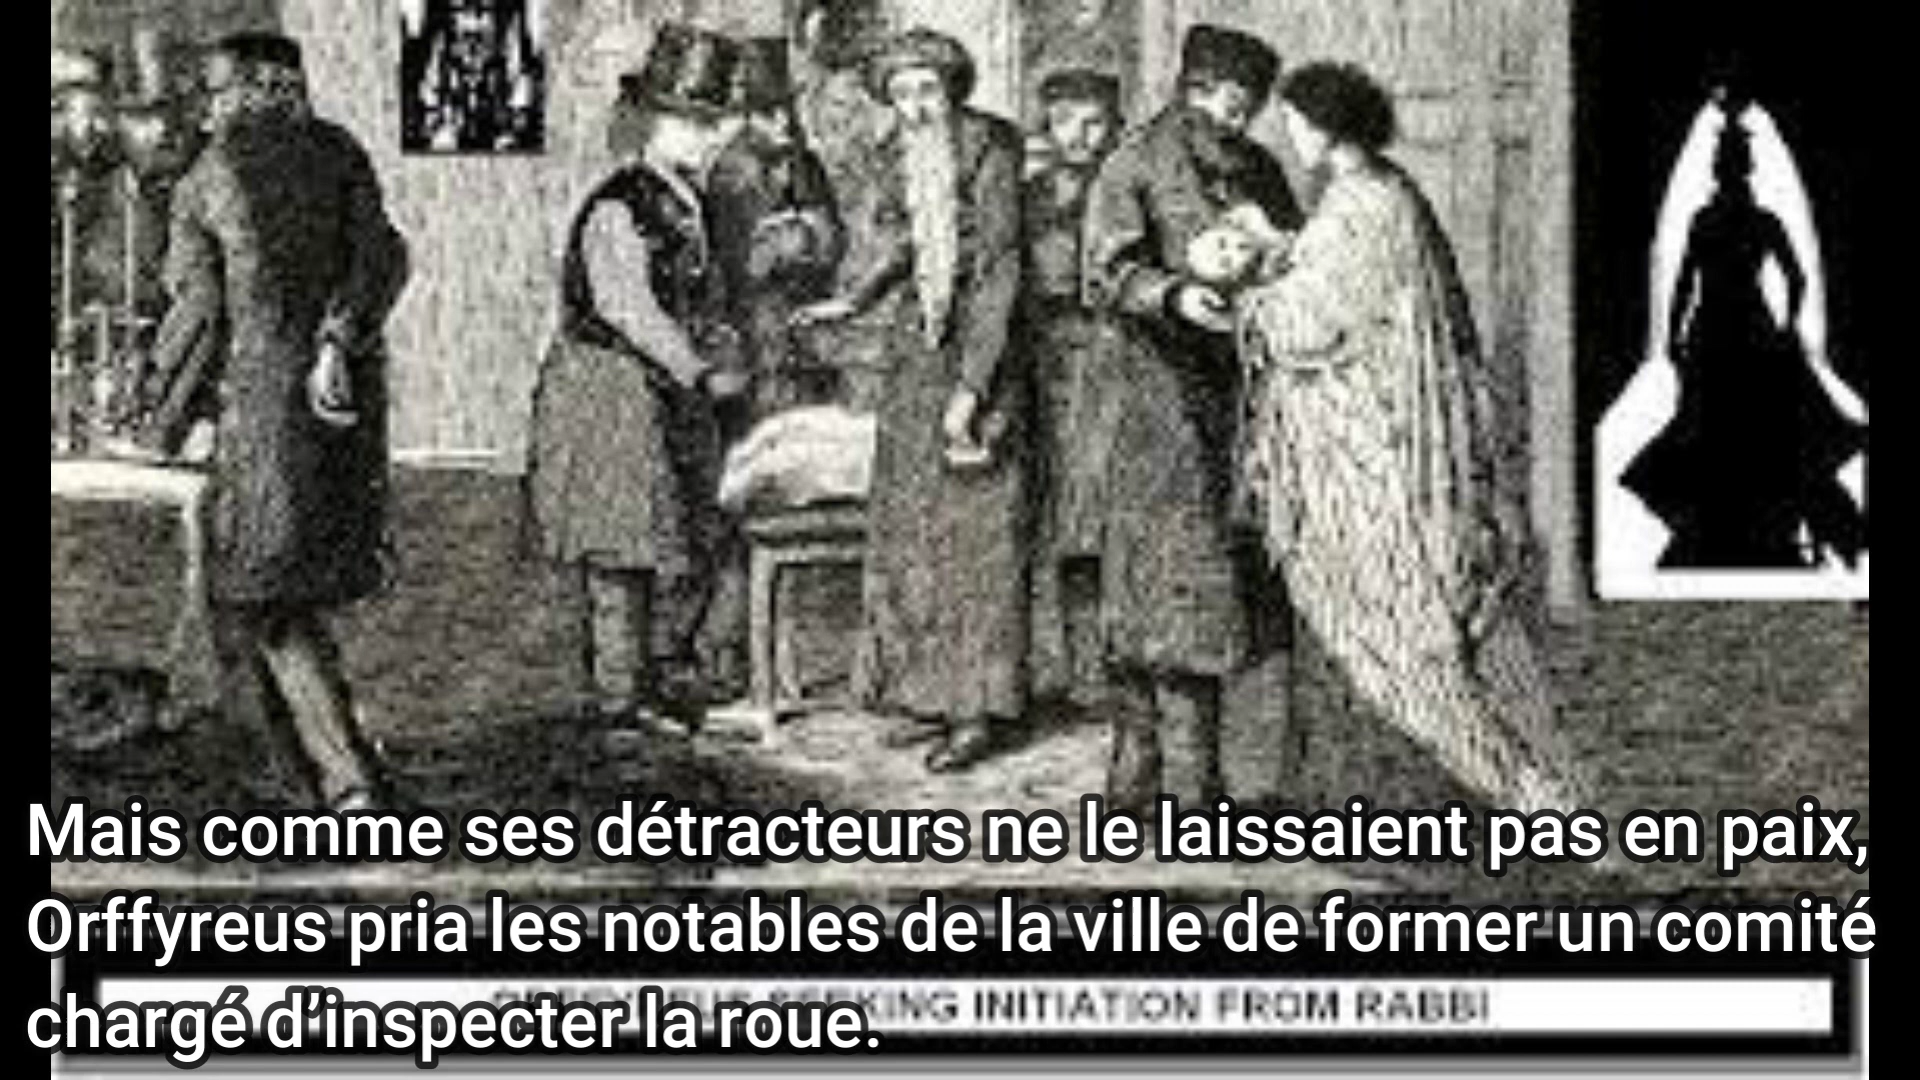 Mais comme ses détracteurs ne le laissaient pas en paix,
Orffyreus pria les notables de la ville de former un comité
chargé d’inspecter la roue.
INITIATION FROM RABBI